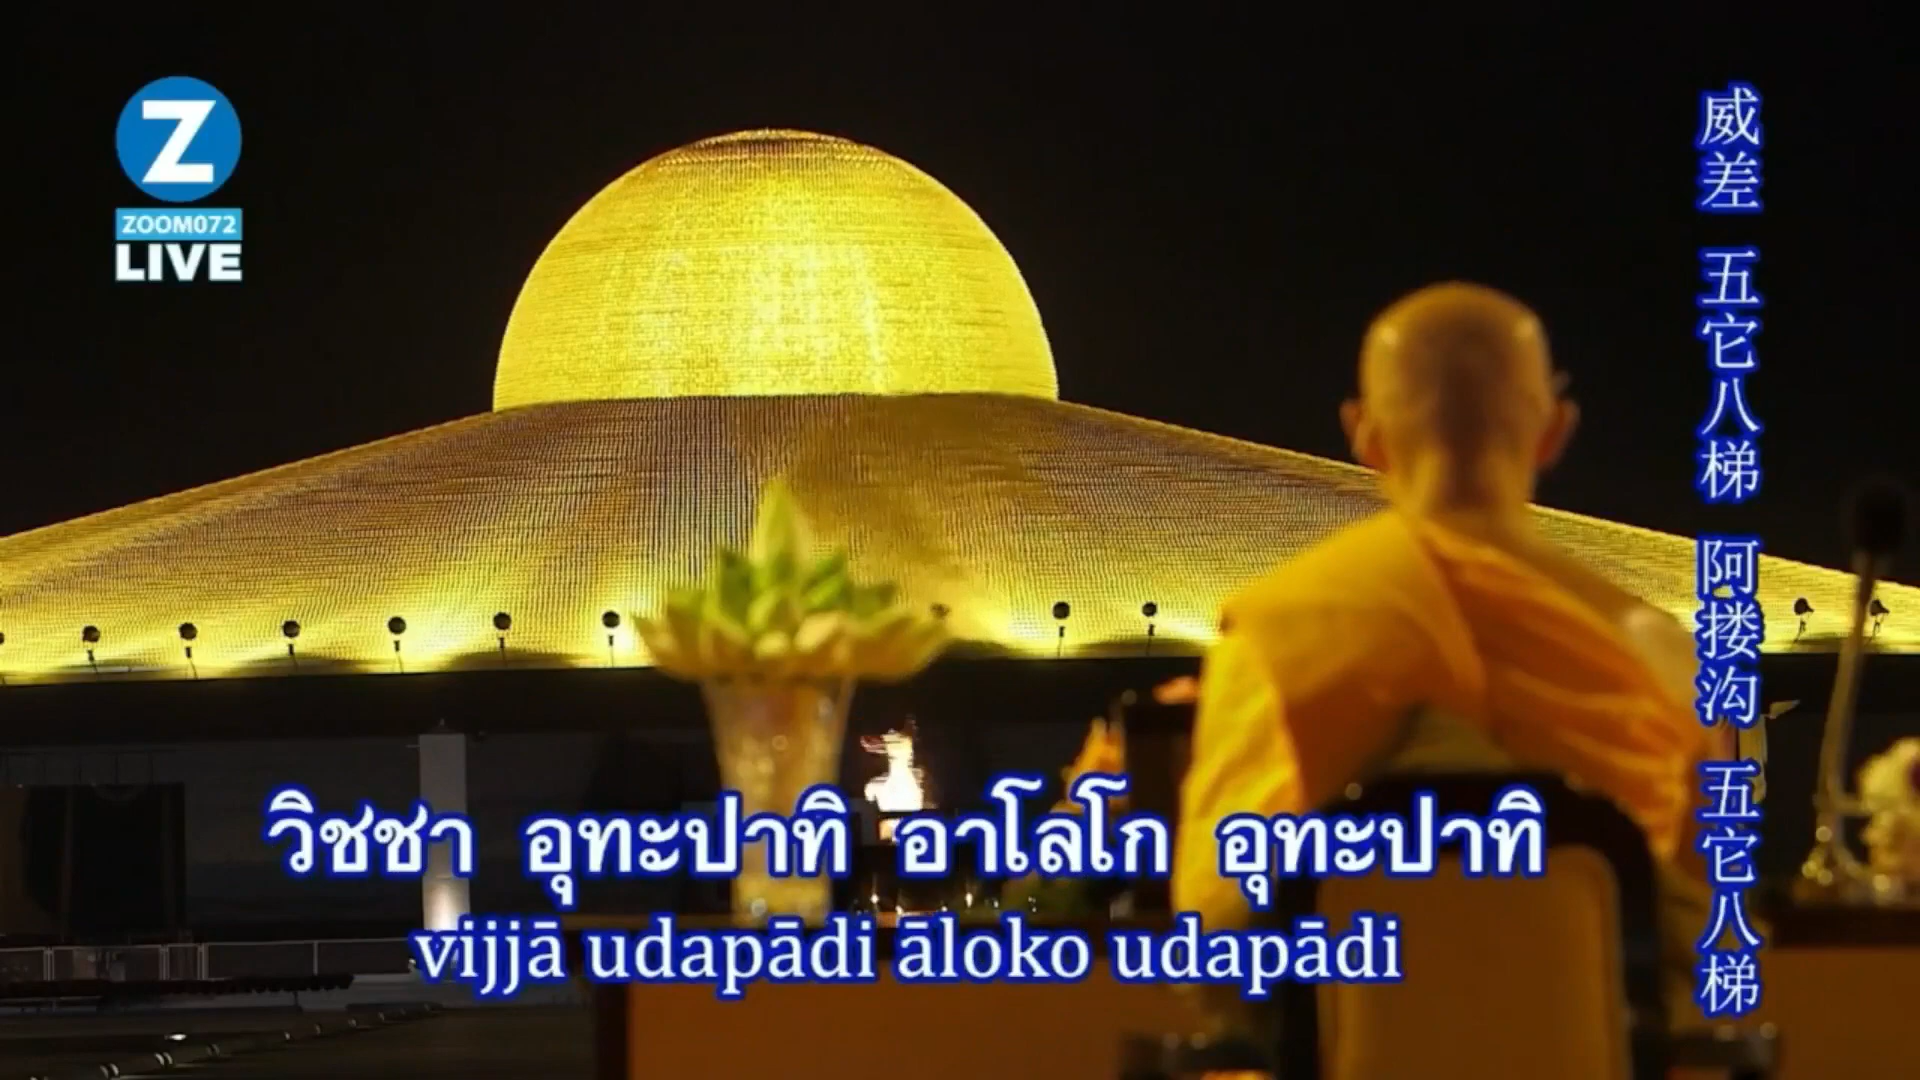 Z
ZOOM072
LIVE
威差 五它八梯 阿搂沟 五它八梯
วิชชา อุทะปาทิ อาโลโก อุทะปาทิ
vijjā udapādi āloko udapādi